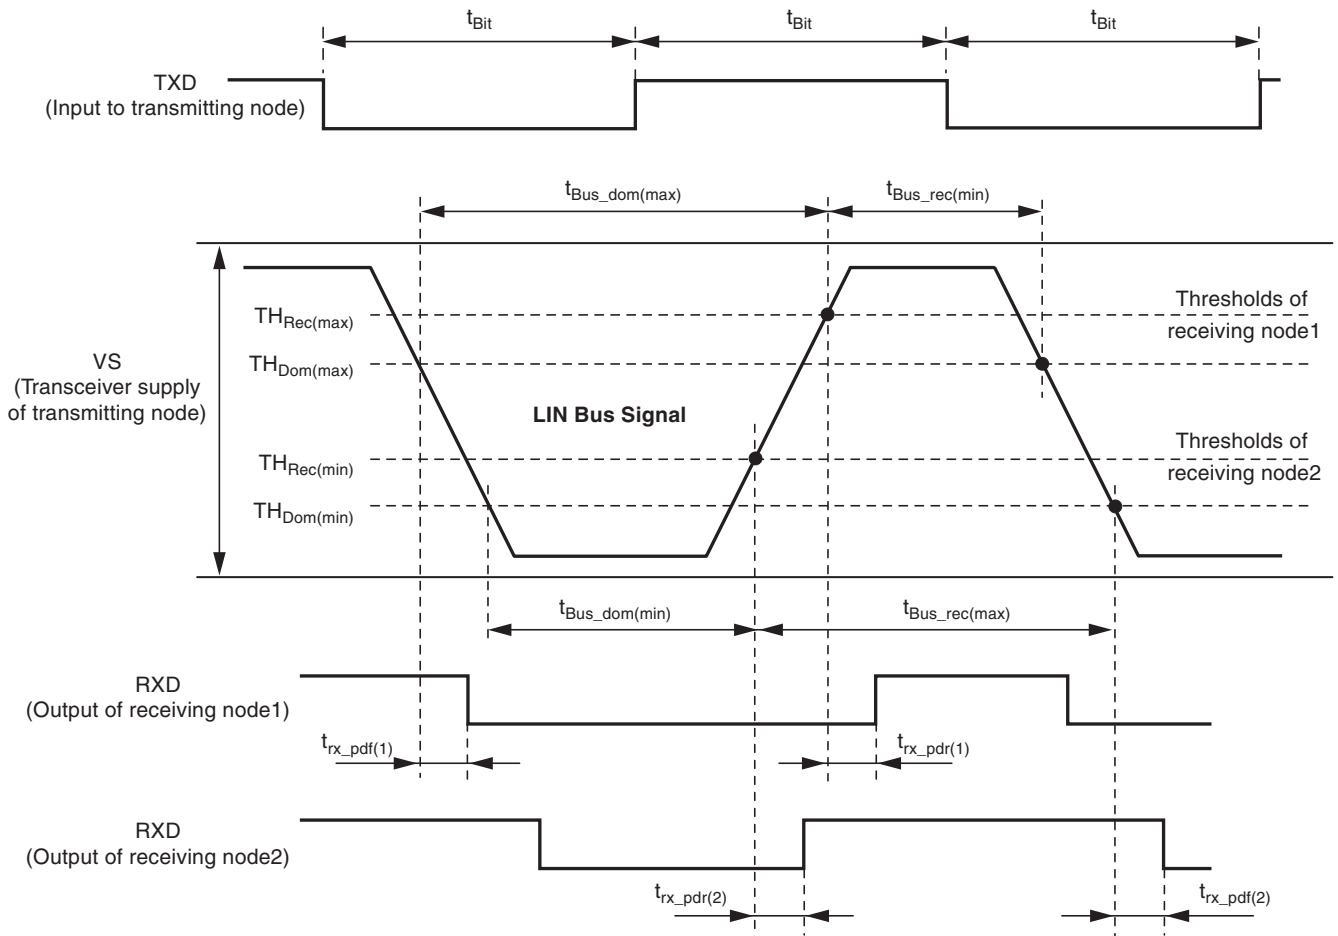 tBit
tBit
tBit
TXD
(Input to transmitting node)
tBus_dom(max)
tBus_rec(min)
THRec(max)
Thresholds of
receiving node1
THDom(max)
VS
(Transceiver supply
of transmitting node)
LIN Bus Signal
THRec(min)
Thresholds of
receiving node2
THDom(min)
tBus_dom(min)
tBus_rec(max)
RXD
(Output of receiving node1)
trx_pdf(1)
trx_pdr(1)
RXD
(Output of receiving node2)
trx_pdr(2)
trx_pdf(2)